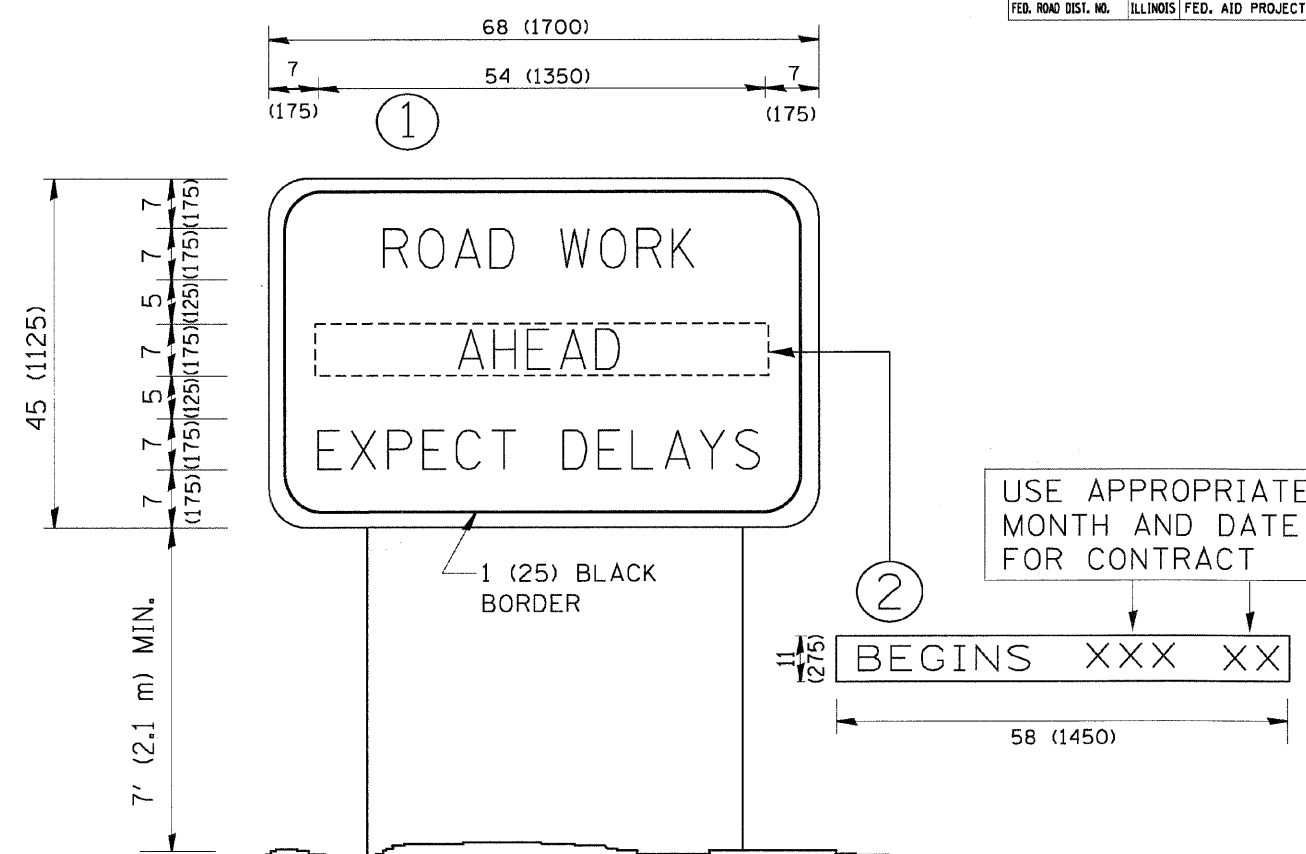 FED. ROAD DIST. NO. ILLINOIS FED. AID PROJECT
68 (1700)
7 54 (1350) 7
(175) (175)
1
45 (1125)
7 (175)
7 (175)
5 (125)
7 (175)
5 (125)
7 (175)
7 (175)
ROAD WORK
AHEAD
EXPECT DELAYS
1 (25) BLACK
BORDER
7' (2.1 m) MIN.
2
USE APPROPRIATE
MONTH AND DATE
FOR CONTRACT
11 (275)
BEGINS XXX XX
58 (1450)